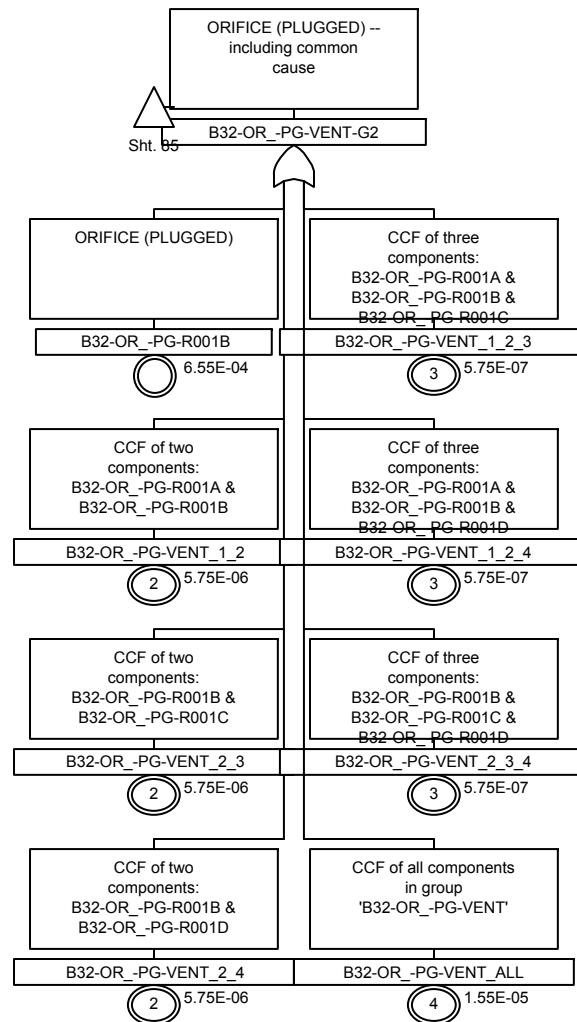 ORIFICE (PLUGGED) --
including common
cause
B32-OR_-PG-VENT-G2
Sht. 85
ORIFICE (PLUGGED)
B32-OR_-PG-R001B
6.55E-04
CCF of three
components:
B32-OR_-PG-R001A &
B32-OR_-PG-R001B &
B32-OR_-PG-R001C
B32-OR_-PG-VENT_1_2_3
3
5.75E-07
CCF of two
components:
B32-OR_-PG-R001A &
B32-OR_-PG-R001B
B32-OR_-PG-VENT_1_2
2
5.75E-06
CCF of three
components:
B32-OR_-PG-R001A &
B32-OR_-PG-R001B &
B32-OR_-PG-R001D
B32-OR_-PG-VENT_1_2_4
3
5.75E-07
CCF of two
components:
B32-OR_-PG-R001B &
B32-OR_-PG-R001C
B32-OR_-PG-VENT_2_3
2
5.75E-06
CCF of three
components:
B32-OR_-PG-R001B &
B32-OR_-PG-R001C &
B32-OR_-PG-R001D
B32-OR_-PG-VENT_2_3_4
3
5.75E-07
CCF of two
components:
B32-OR_-PG-R001B &
B32-OR_-PG-R001D
B32-OR_-PG-VENT_2_4
2
5.75E-06
CCF of all components
in group
'B32-OR_-PG-VENT'
B32-OR_-PG-VENT_ALL
4
1.55E-05